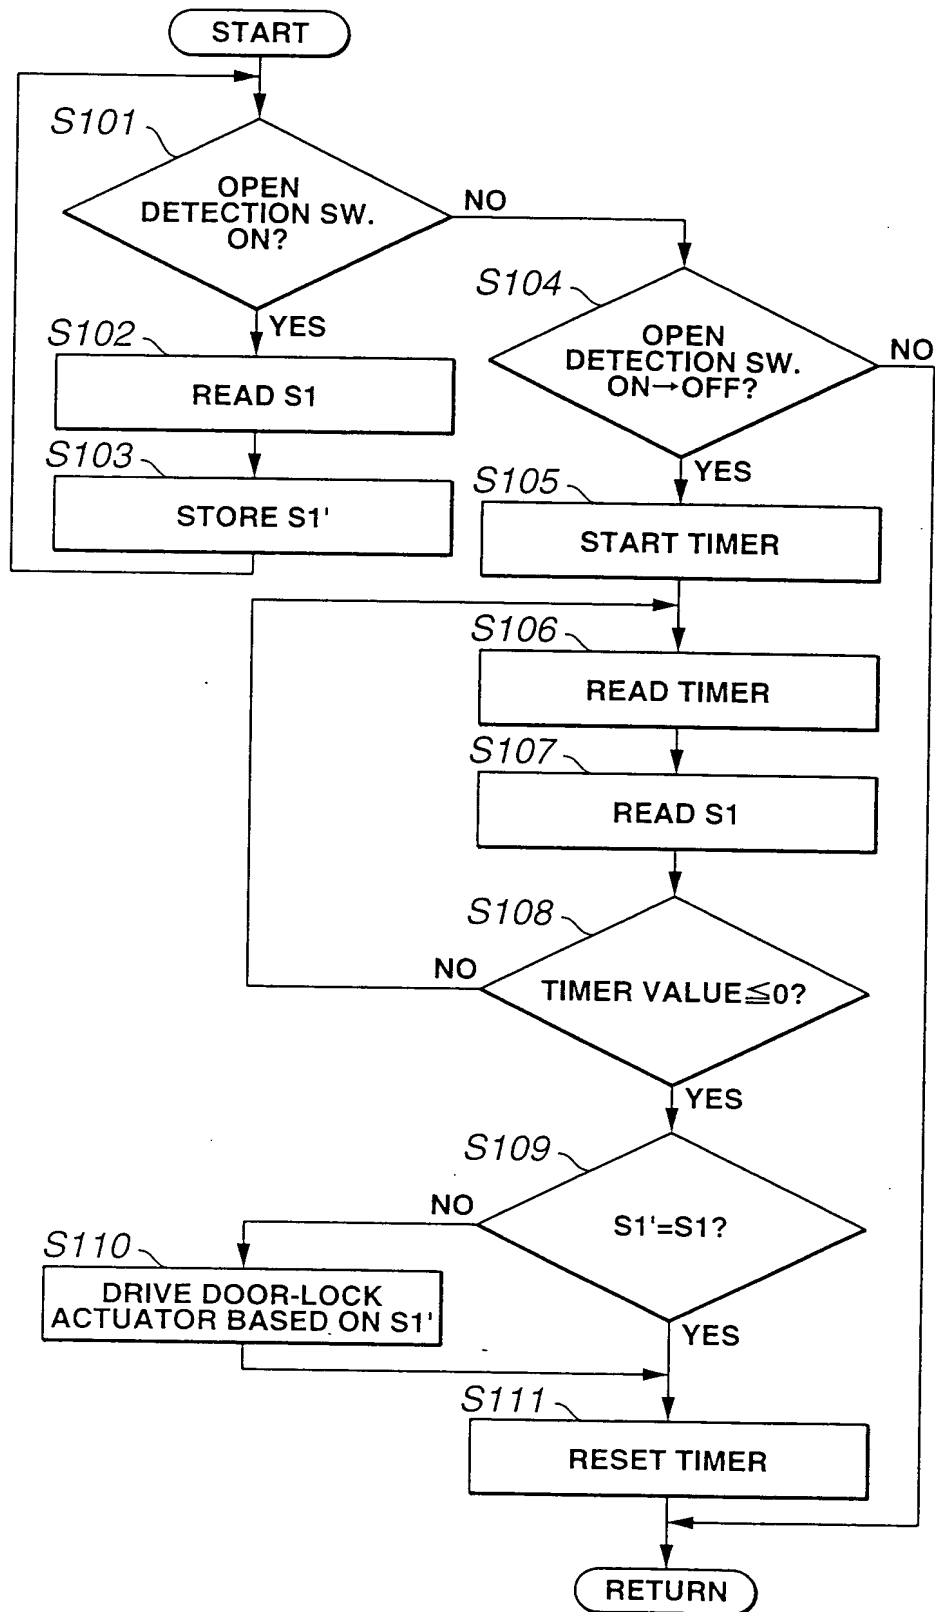 START
S101
OPEN
DETECTION SW.
ON?
NO
YES
S102
READ S1
S103
STORE S1'
S104
OPEN
DETECTION SW.
ON→OFF?
NO
YES
S105
START TIMER
S106
READ TIMER
S107
READ S1
S108
TIMER VALUE≦0?
NO
YES
S109
S1'=S1?
NO
YES
S110
DRIVE DOOR-LOCK
ACTUATOR BASED ON S1'
S111
RESET TIMER
RETURN